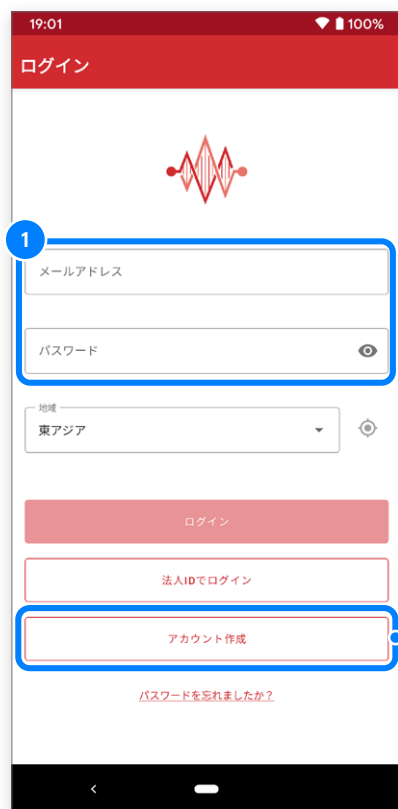 19:01 100%
ログイン
1
メールアドレス
パスワード
地域
東アジア
ログイン
法人IDでログイン
アカウント作成
パスワードを忘れましたか?